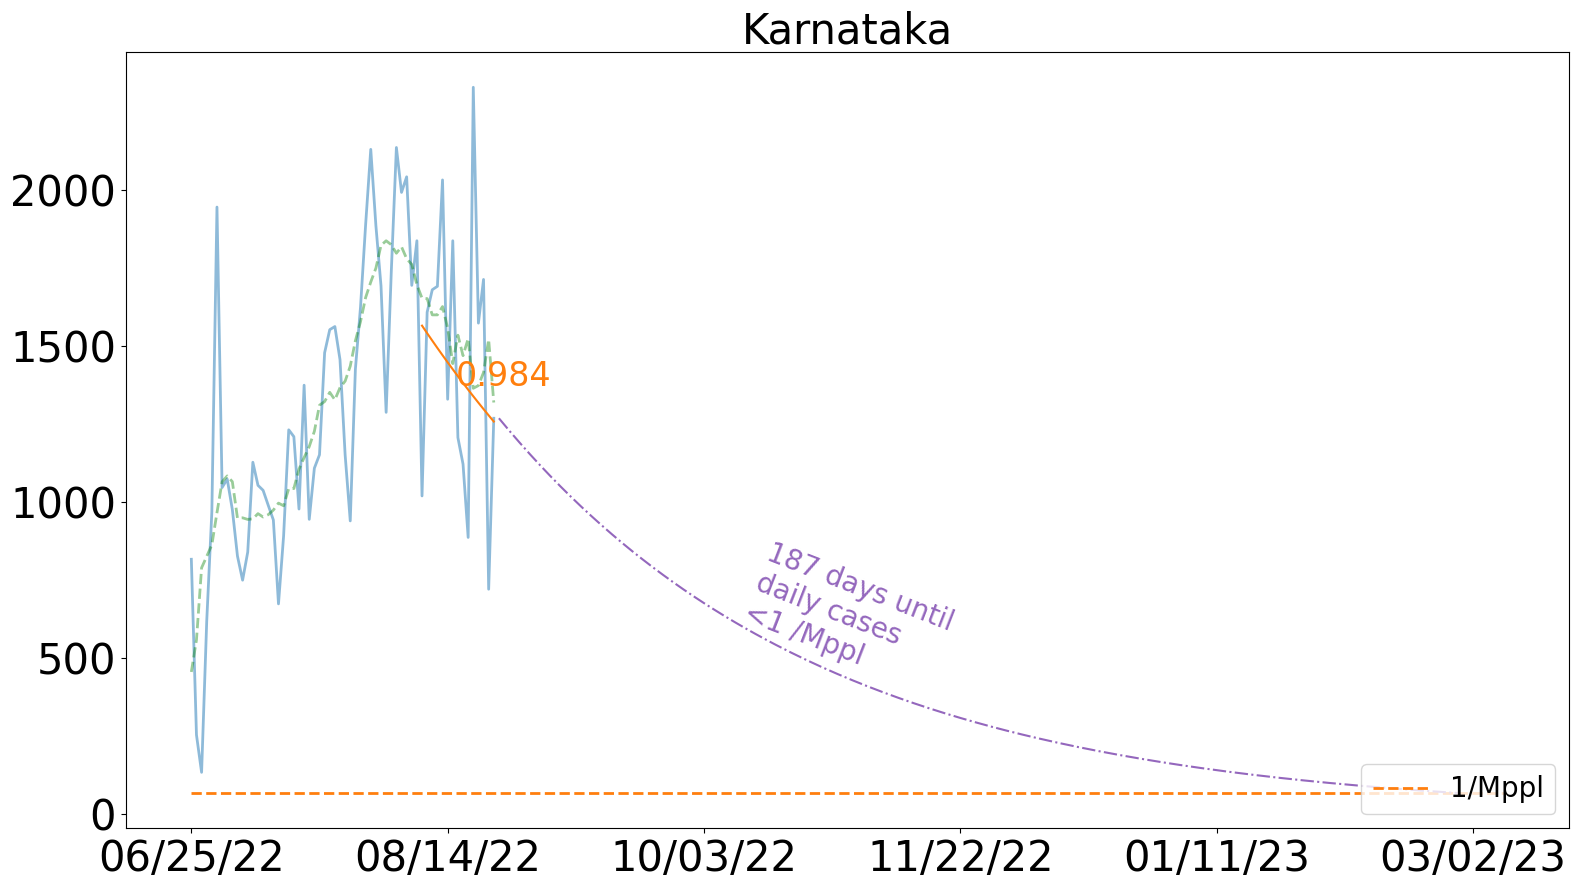 Karnataka
2000
1500
1000
500
0
0.984
187 days until
daily cases
<1 /Mppl
1/Mppl
06/25/22
08/14/22
10/03/22
11/22/22
01/11/23
03/02/23